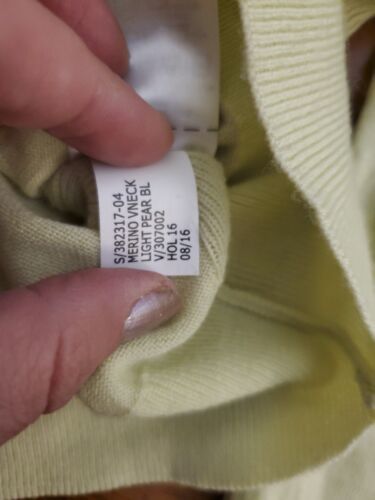 S/382317-04
MERINO VNECK
LIGHT PEAR BL
V/307002
HOL 16
08/16